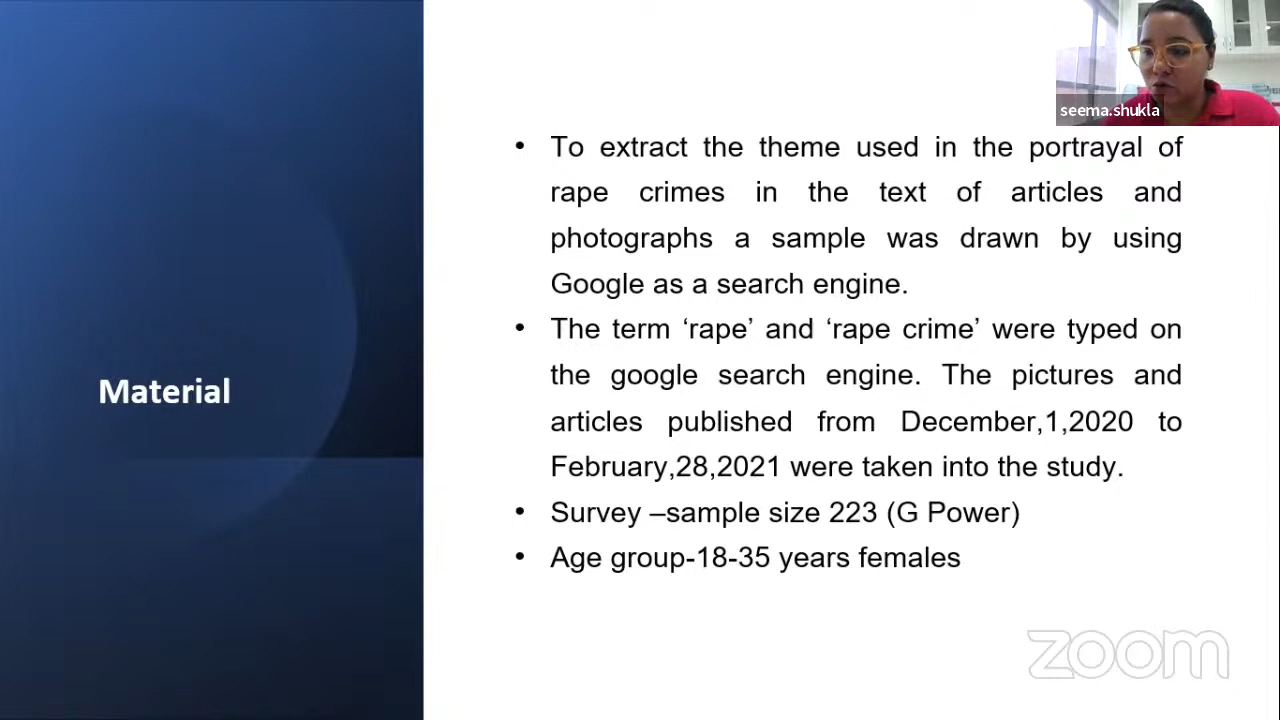 seema.shukla
• To extract the theme used in the portrayal of
rape crimes in the text of articles and
photographs a sample was drawn by using
Google as a search engine.
• The term ‘rape’ and ‘rape crime’ were typed on
the google search engine. The pictures and
articles published from December,1,2020 to
February,28,2021 were taken into the study.
• Survey –sample size 223 (G Power)
• Age group-18-35 years females
Material
zoom